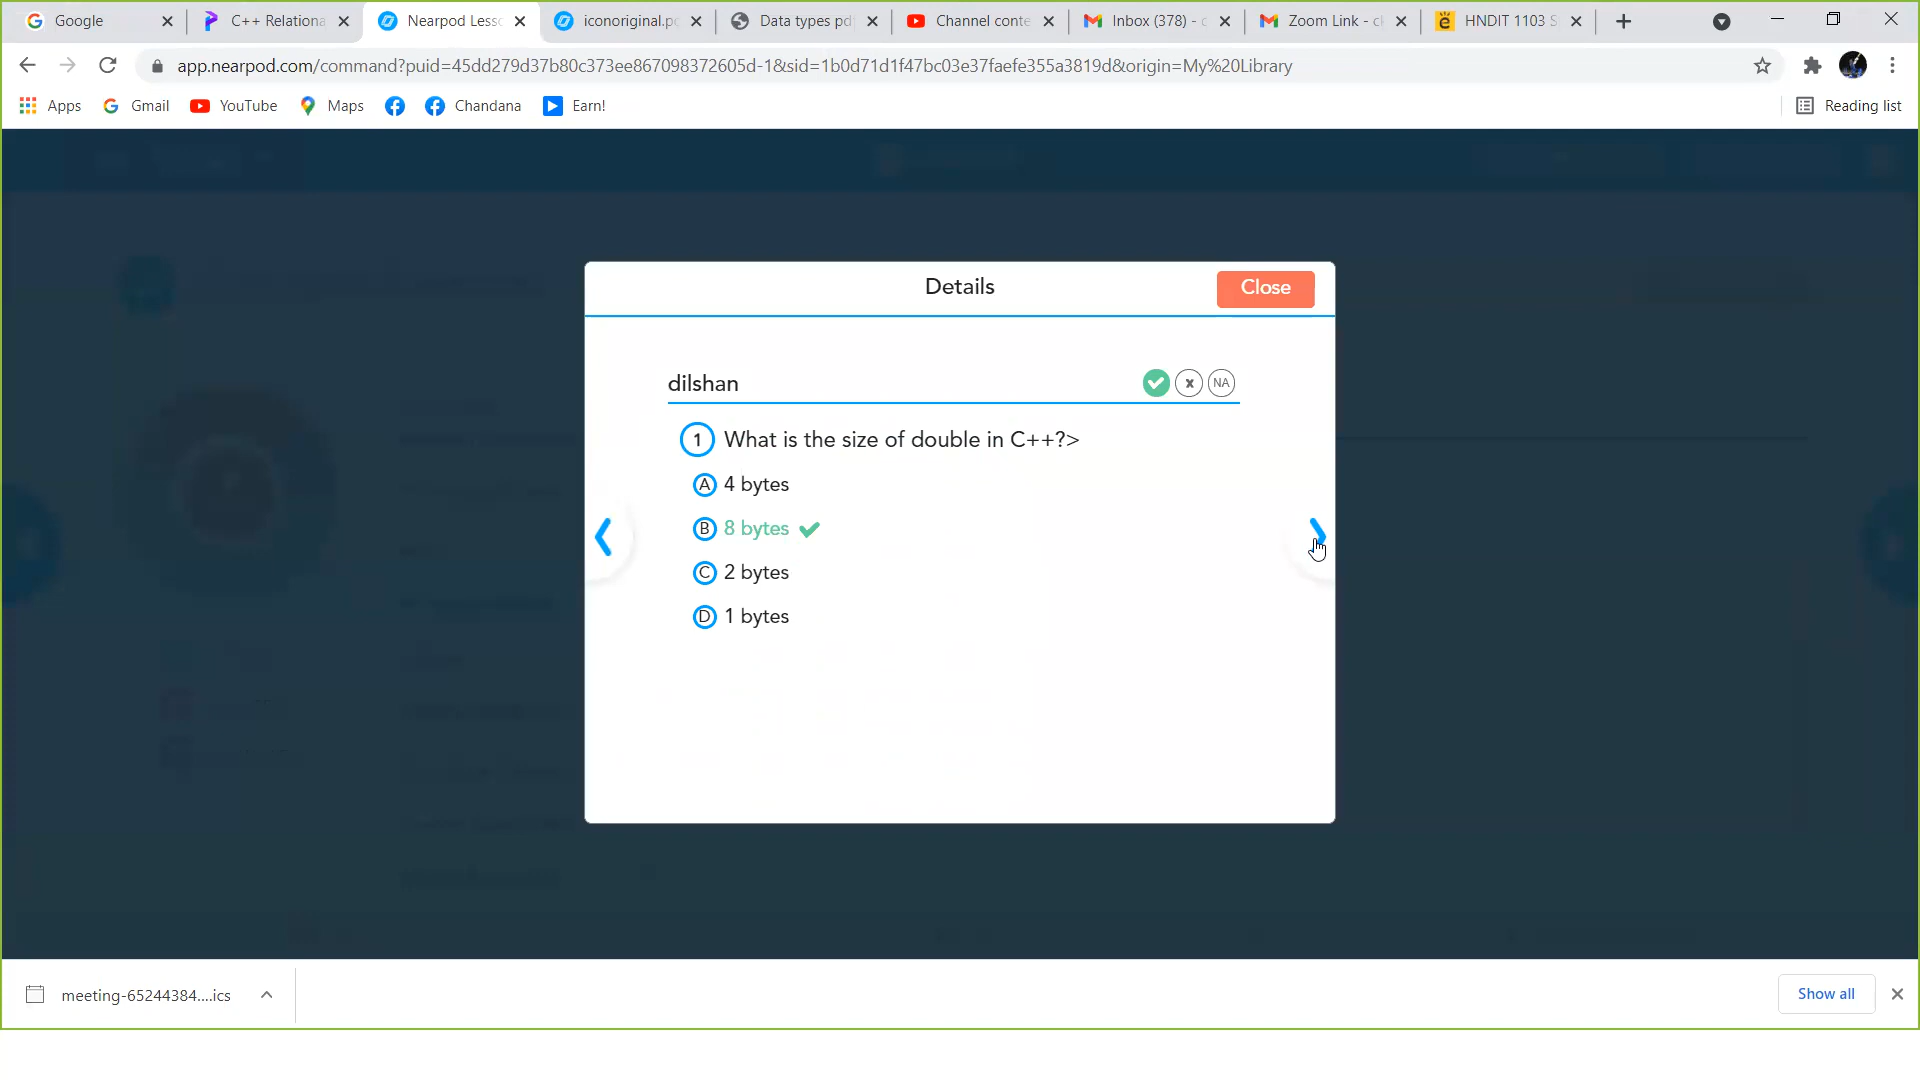 Google
C++ Relationa
Nearpod Less
iconoriginal.p
Data types pd
Channel conte
Inbox (378) - c
Zoom Link - c
HNDIT 1103 S
app.nearpod.com/command?puid=45dd279d37b80c373ee867098372605d-1&sid=1b0d71d1f47bc03e37faefe355a3819d&origin=My%20Library
Apps
Gmail
YouTube
Maps
Chandana
Earn!
Reading list
Details
Close
dilshan
x
NA
1 What is the size of double in C++?>
A 4 bytes
B 8 bytes
C 2 bytes
D 1 bytes
meeting-65244384....ics
Show all